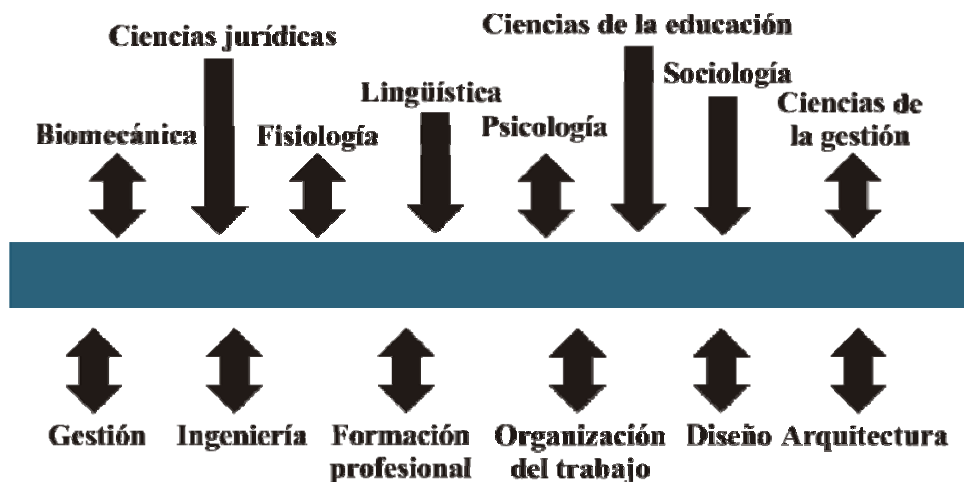 Ciencias jurídicas
Ciencias de la educación
Lingüística
Sociología
Biomecánica
Fisiología
Psicología
Ciencias de
la gestión
Gestión
Ingeniería
Formación
profesional
Organización
del trabajo
Diseño
Arquitectura